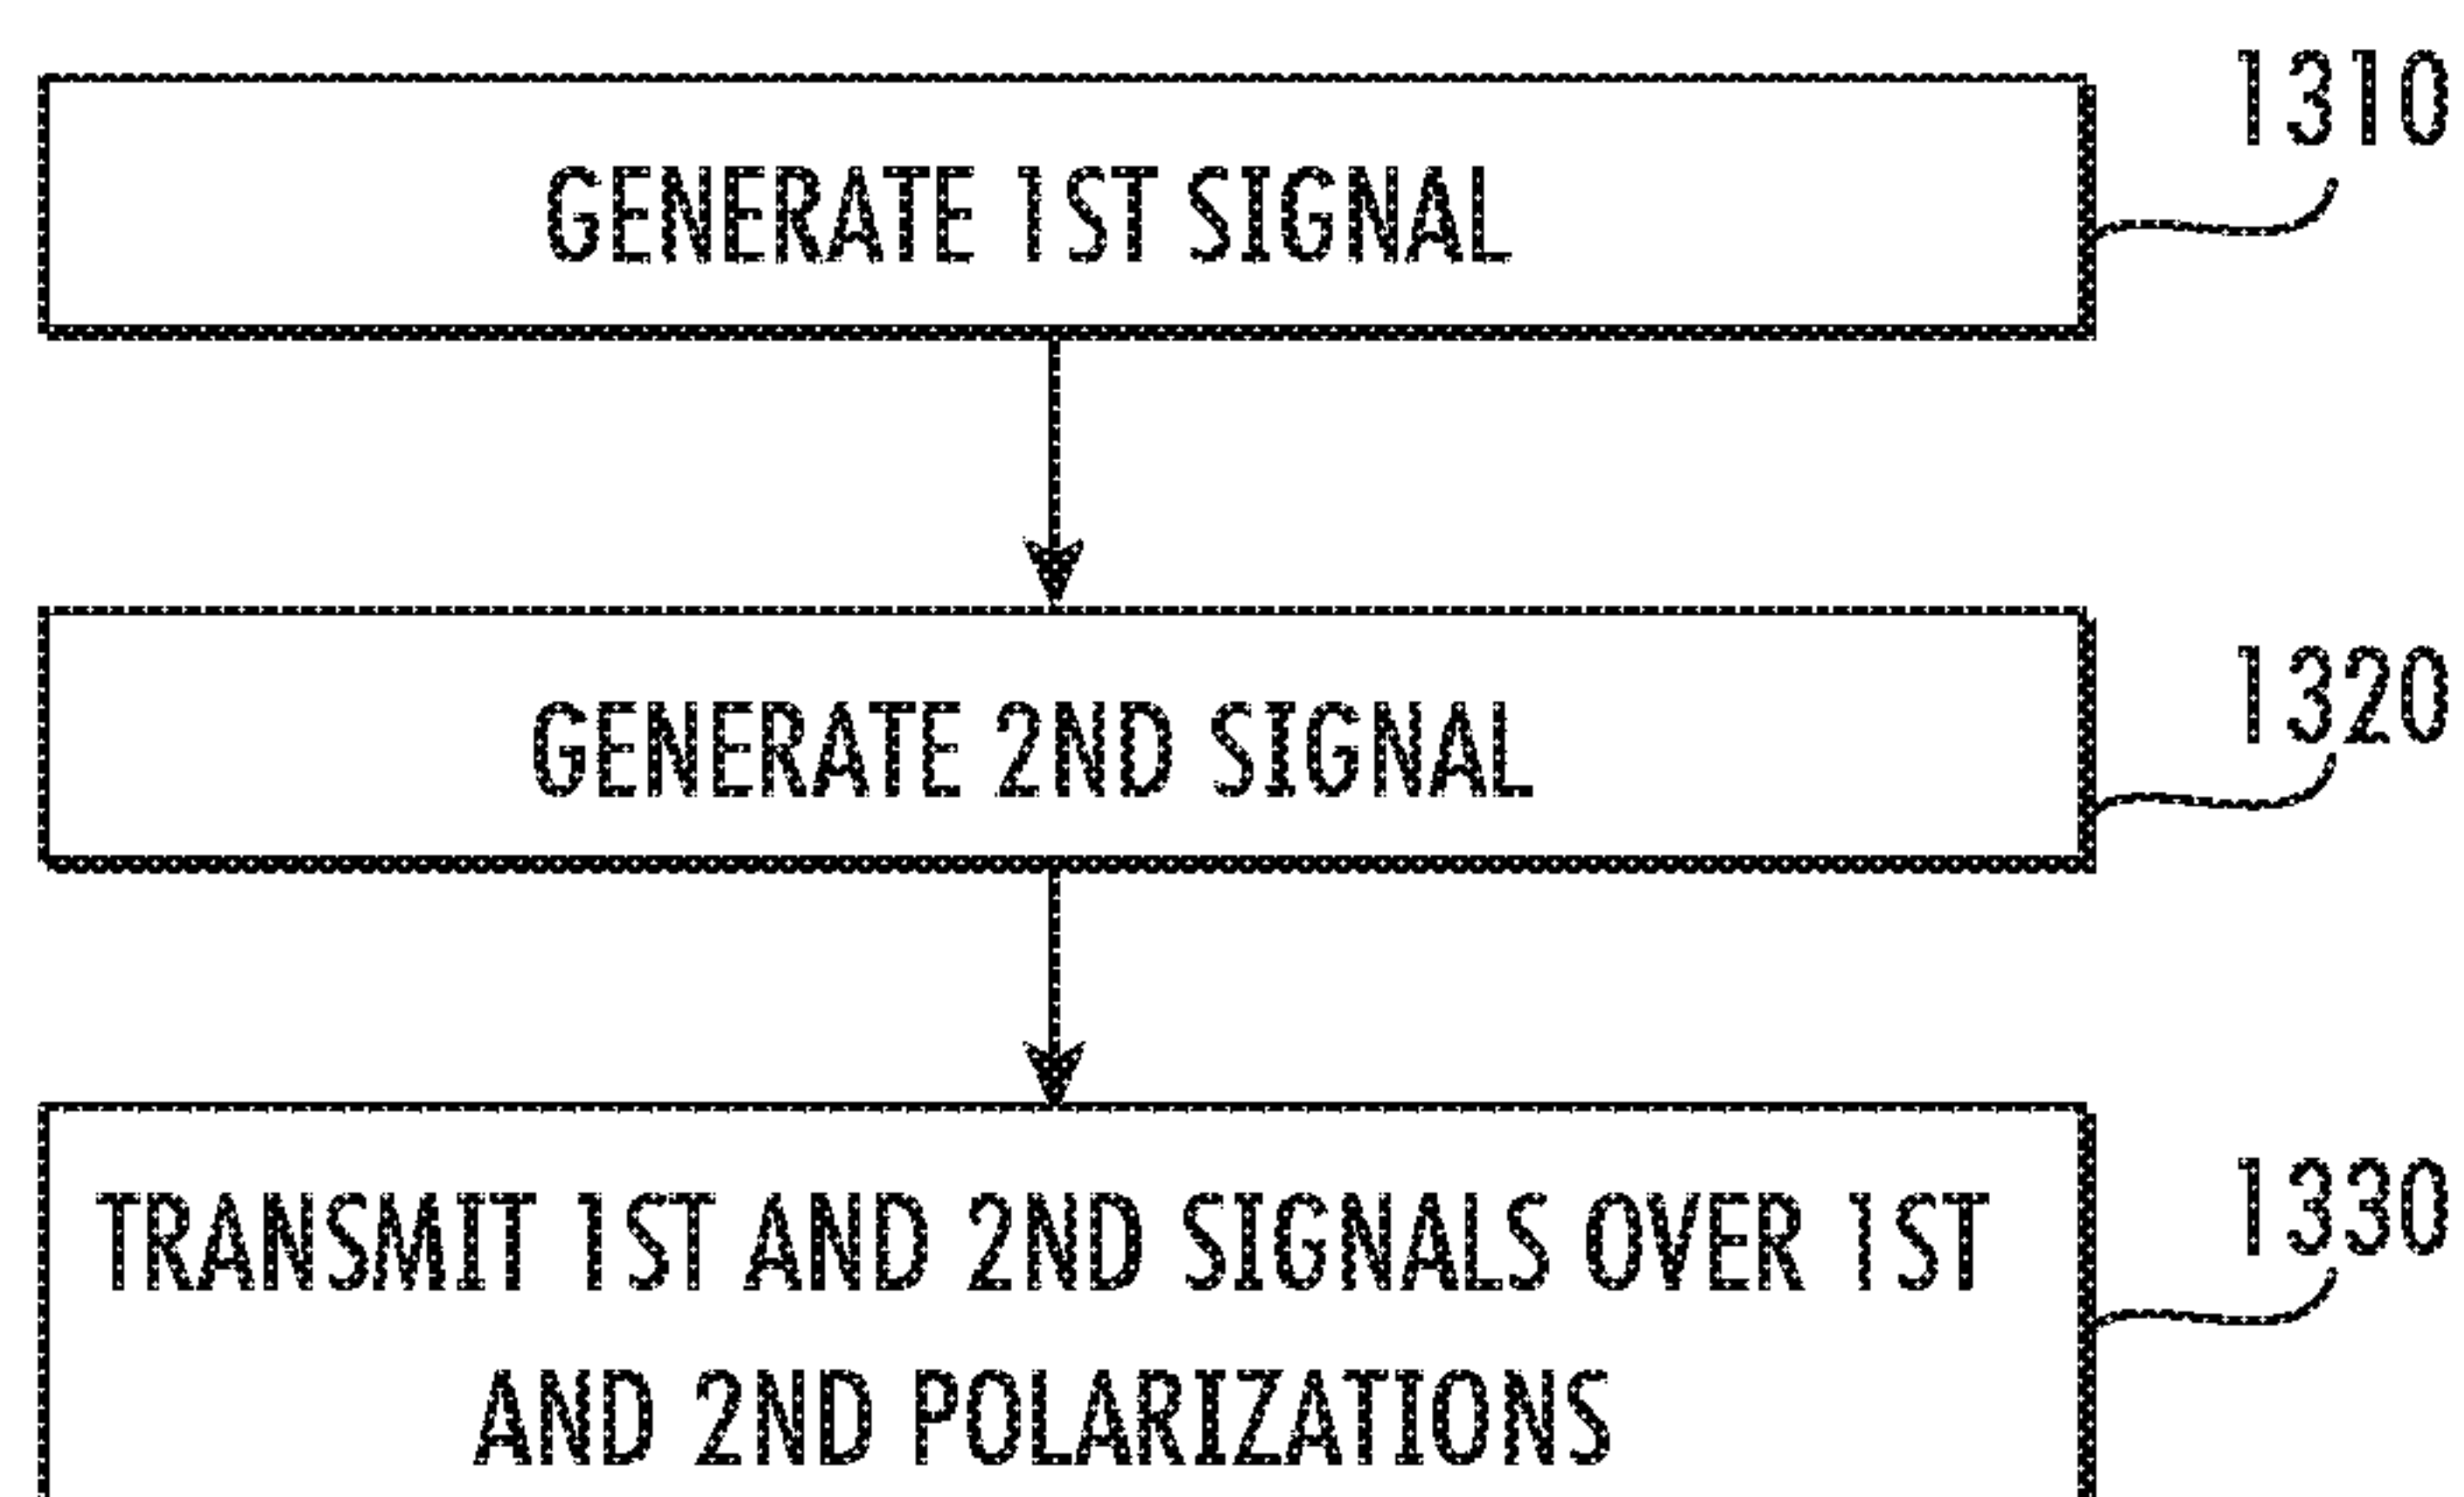 1310
GENERATE 1ST SIGNAL
1320
GENERATE 2ND SIGNAL
1330
TRANSMIT 1ST AND 2ND SIGNALS OVER 1ST
AND 2ND POLARIZATIONS